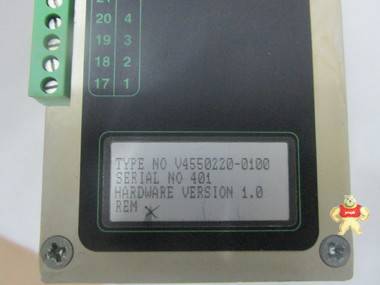 20 4
19 3
18 2
17 1
TYPE NO V4550220-0100
SERIAL NO 401
HARDWARE VERSION 1.0
REM